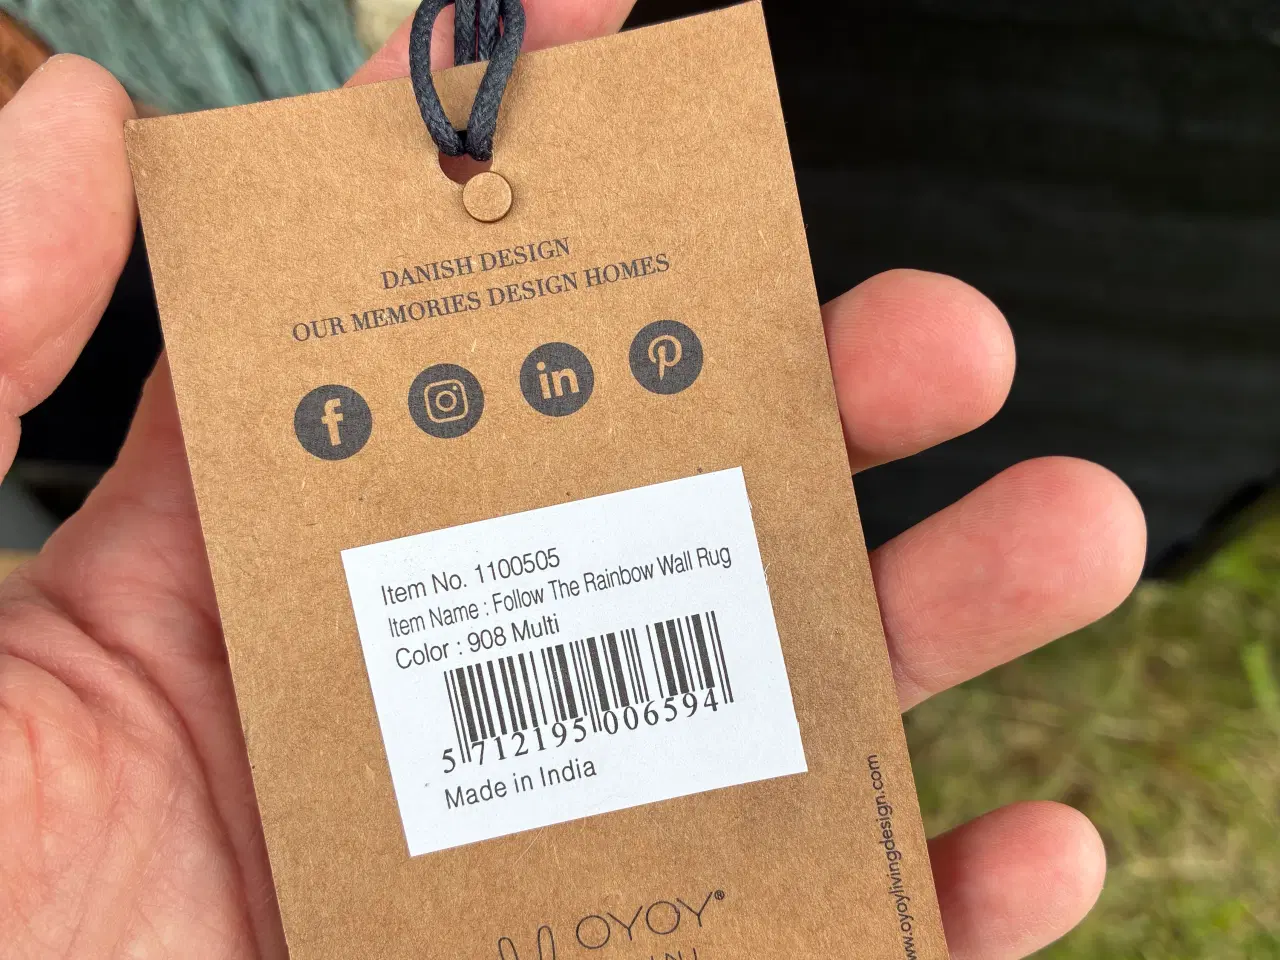 DANISH DESIGN
OUR MEMORIES DESIGN HOMES
Item No. 1100505
Item Name : Follow The Rainbow Wall Rug
Color : 908 Multi
5 712195 006594
Made in India
OYOY®
www.oyoylivingdesign.com